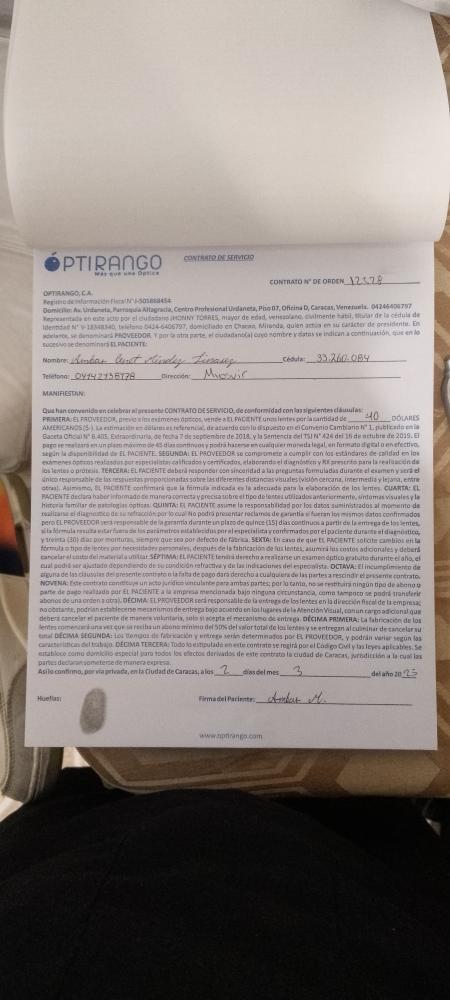 ÓPTIRANGO
Más que una Óptica
CONTRATO DE SERVICIO
CONTRATO N° DE ORDEN 12578
OPTIRANGO, C.A.
Registro de Información Fiscal N° J-505868454
Domicilio: Av. Urdaneta, Parroquia Altagracia, Centro Profesional Urdaneta, Piso 07, Oficina D, Caracas, Venezuela. 04246406797
Representada en este acto por el ciudadano JHONNY TORRES, mayor de edad, venezolano, civilmente hábil, titular de la cédula de
Identidad N° V-18348340, teléfono 0424-6406797, domiciliado en Chacao, Miranda, quien actúa en su carácter de presidente. En
adelante, se denominará PROVEEDOR. Y por la otra parte, el ciudadano(a) cuyo nombre y datos se indican a continuación, que en lo
sucesivo se denominará EL PACIENTE:
Nombre: Cédula: 33.260.084
Teléfono: 04142738778 Dirección:
MANIFIESTAN:
Que han convenido en celebrar el presente CONTRATO DE SERVICIO, de conformidad con las siguientes cláusulas:
PRIMERA: EL PROVEEDOR, previo a los exámenes ópticos, vende a EL PACIENTE unos lentes por la cantidad de 40 DÓLARES
AMERICANOS ($-). La estimación en dólares es referencial, de acuerdo con lo dispuesto en el Convenio Cambiario N° 1, publicado en la
Gaceta Oficial N° 6.405, Extraordinaria, de fecha 7 de septiembre de 2018, y la Sentencia del TSJ N° 424 del 16 de octubre de 2019. El
pago se realizará en un plazo máximo de 45 días continuos y podrá hacerse en cualquier moneda legal, en formato digital o en efectivo,
según la disponibilidad de EL PACIENTE. SEGUNDA: EL PROVEEDOR se compromete a cumplir con los estándares de calidad en los
exámenes ópticos realizados por especialistas calificados y certificados, elaborando el diagnóstico y RX prescrito para la realización de
los lentes o prótesis. TERCERA: EL PACIENTE deberá responder con sinceridad a las preguntas formuladas durante el examen y será el
único responsable de las respuestas proporcionadas sobre las diferentes distancias visuales (visión cercana, intermedia y lejana, entre
otras). Asimismo, EL PACIENTE confirmará que la fórmula indicada es la adecuada para la elaboración de los lentes. CUARTA: EL
PACIENTE declara haber informado de manera correcta y precisa sobre el tipo de lentes utilizados anteriormente, síntomas visuales y la
historia familiar de patologías ópticas. QUINTA: EL PACIENTE asume la responsabilidad por los datos suministrados al momento de
realizarse el diagnóstico de su refracción por lo cual No podrá presentar reclamos de garantía si fueran los mismos datos confirmados
pero EL PROVEEDOR será responsable de la garantía durante un plazo de quince (15) días continuos a partir de la entrega de los lentes,
si la fórmula resulta estar fuera de los parámetros establecidos por el especialista y confirmados por el paciente durante el diagnóstico,
y treinta (30) días por monturas, siempre que sea por defecto de fábrica. SEXTA: En caso de que EL PACIENTE solicite cambios en la
fórmula o tipo de lentes por necesidades personales, después de la fabricación de los lentes, asumirá los costos adicionales y deberá
cancelar el costo del material a utilizar. SÉPTIMA: EL PACIENTE tendrá derecho a realizarse un examen óptico gratuito durante el año, el
cual podrá ser ajustado dependiendo de su condición refractiva y de las indicaciones del especialista. OCTAVA: El incumplimiento de
alguna de las cláusulas del presente contrato o la falta de pago dará derecho a cualquiera de las partes a rescindir el presente contrato.
NOVENA: Este contrato constituye un acto jurídico vinculante para ambas partes; por lo tanto, no se restituirá ningún tipo de abono o
parte de pago realizado por EL PACIENTE a la empresa mencionada bajo ninguna circunstancia, como tampoco se podrá transferir
abonos de una orden a otra). DÉCIMA: EL PROVEEDOR será responsable de la entrega de los lentes en la dirección fiscal de la empresa;
no obstante, podrían establecerse mecanismos de entrega bajo acuerdo en los lugares de la Atención Visual, con un cargo adicional que
deberá cancelar el paciente de manera voluntaria, solo si acepta el mecanismo de entrega. DÉCIMA PRIMERA: La fabricación de los
lentes comenzará una vez que se reciba un abono mínimo del 50% del valor total de los lentes y se entregan al culminar de cancelar su
total DÉCIMA SEGUNDA: Los tiempos de fabricación y entrega serán determinados por EL PROVEEDOR, y podrán variar según las
características del trabajo. DÉCIMA TERCERA: Todo lo estipulado en este contrato se regirá por el Código Civil y las leyes aplicables. Se
establece como domicilio especial para todos los efectos derivados de este contrato la ciudad de Caracas, jurisdicción a la cual las
partes declaran someterse de manera expresa.
Así lo confirmo, por vía privada, en la Ciudad de Caracas, a los 2 días del mes 3 del año 2025
Huellas: Firma del Paciente: Ambar M.
www.optirango.com